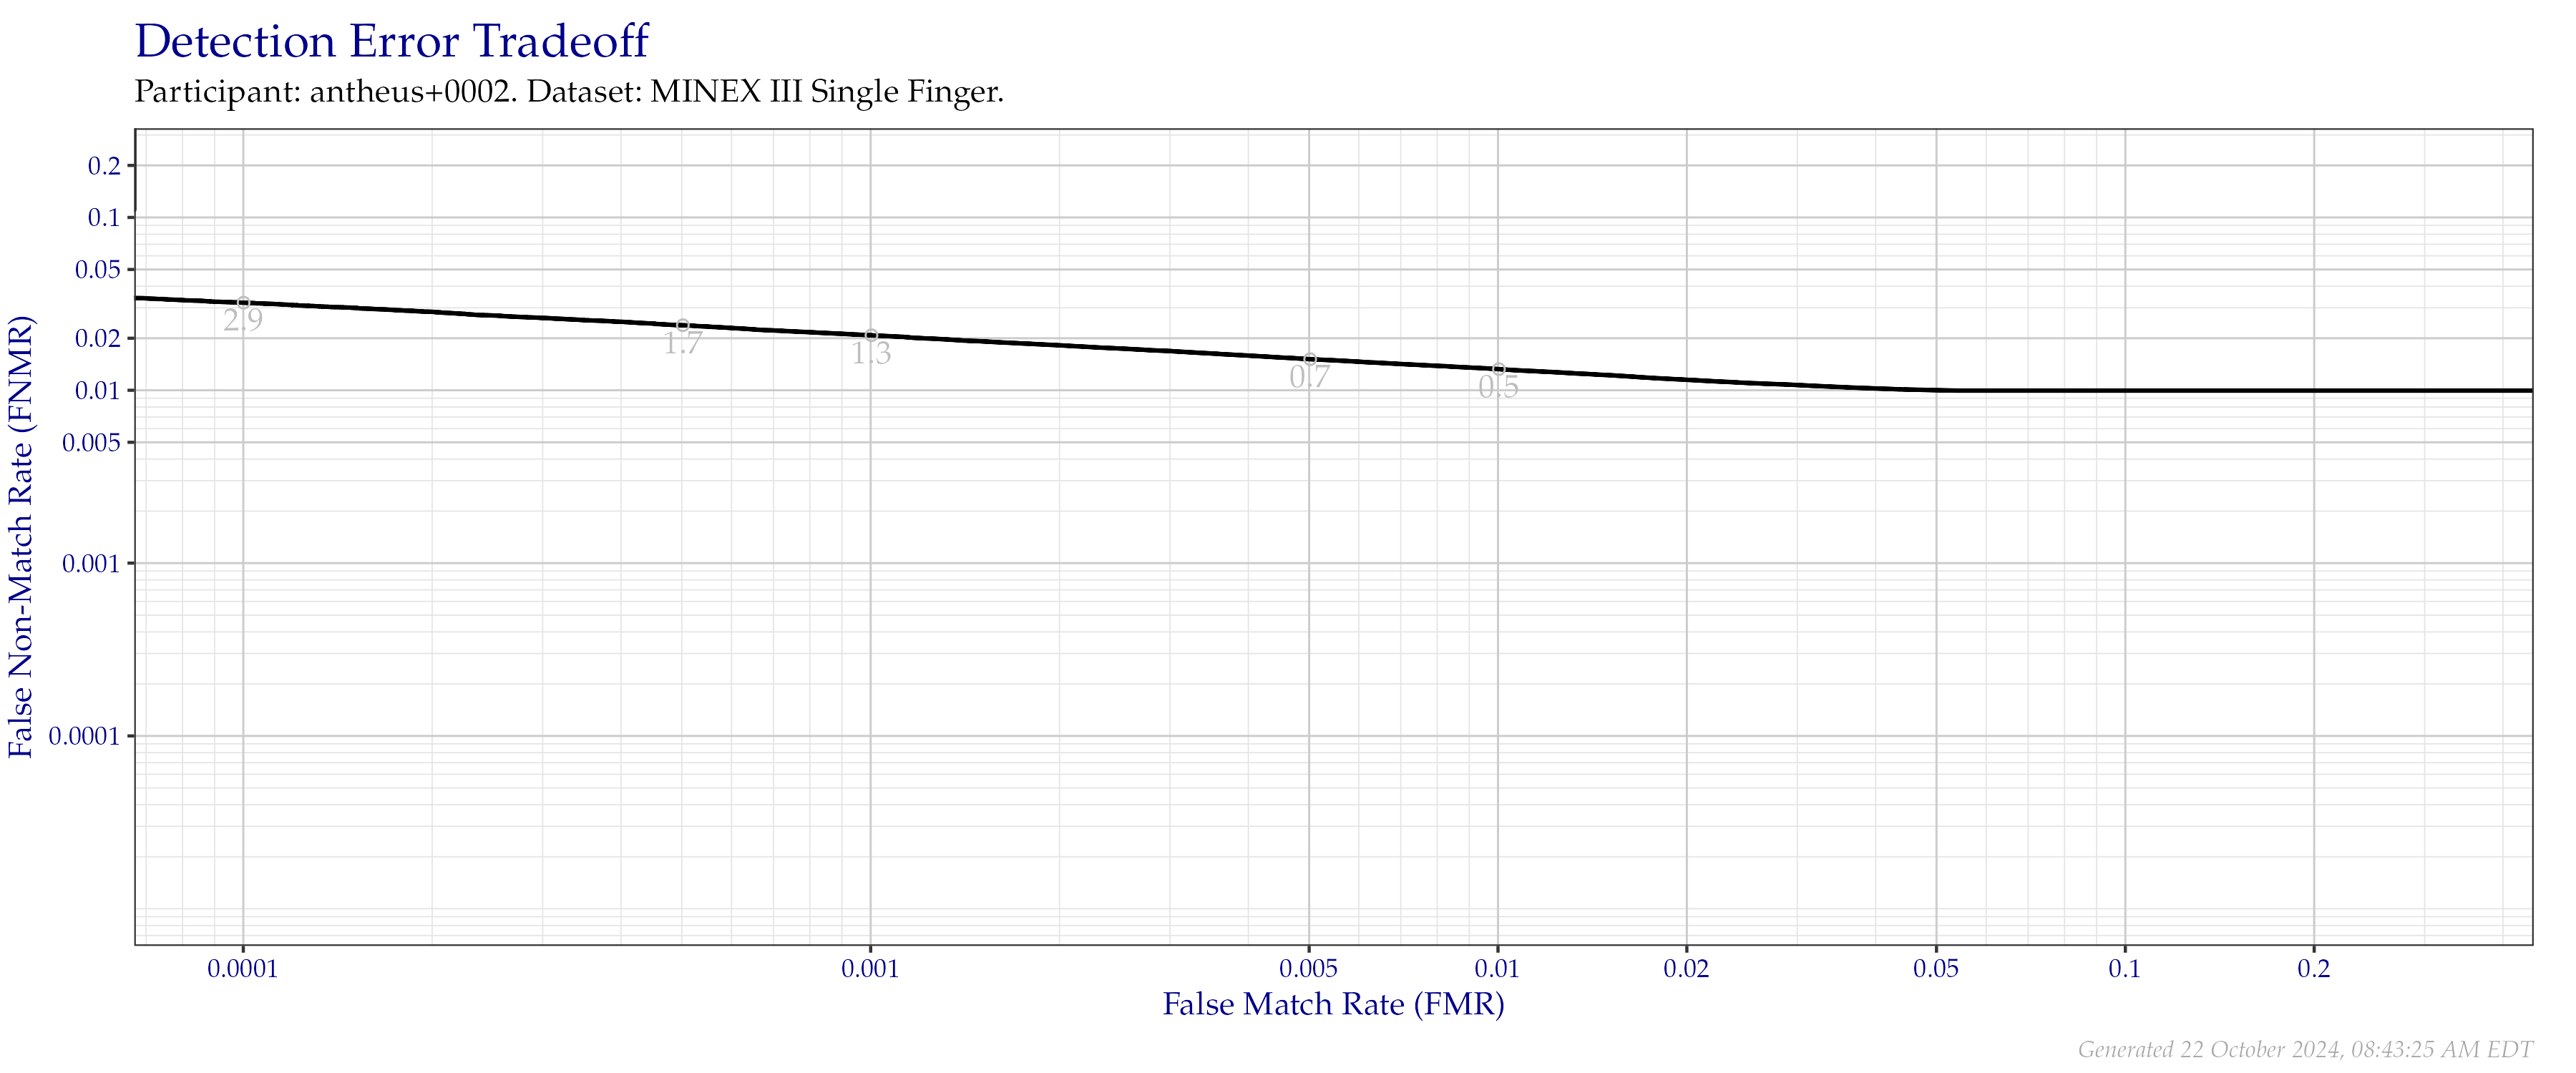 Detection Error Tradeoff
Participant: antheus+0002. Dataset: MINEX III Single Finger.
False Non-Match Rate (FNMR)
0.2
0.1
0.05
0.02
0.01
0.005
0.001
0.0001
2.9
1.7
1.3
0.7
0.5
0.0001 0.001 0.005 0.01 0.02 0.05 0.1 0.2
False Match Rate (FMR)
Generated 22 October 2024, 08:43:25 AM EDT